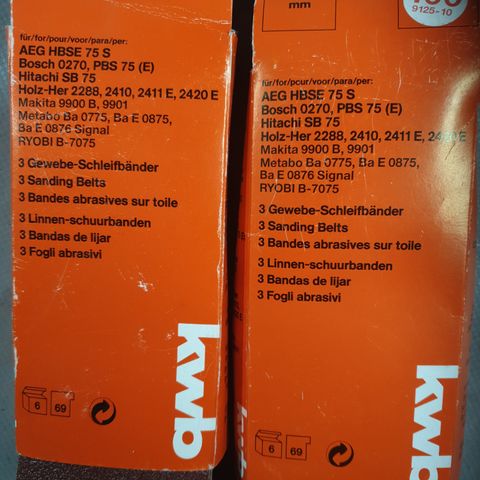 für/for/pour/voor/para/per:
AEG HBSE 75 S
Bosch 0270, PBS 75 (E)
Hitachi SB 75
Holz-Her 2288, 2410, 2411 E, 2420 E
Makita 9900 B, 9901
Metabo Ba 0775, Ba E 0875,
Ba E 0876 Signal
RYOBI B-7075
3 Gewebe-Schleifbänder
3 Sanding Belts
3 Bandes abrasives sur toile
3 Linnen-schuurbanden
3 Bandas de lijar
3 Fogli abrasivi
kwb
6 69
mm
9125-10
für/for/pour/voor/para/per:
AEG HBSE 75 S
Bosch 0270, PBS 75 (E)
Hitachi SB 75
Holz-Her 2288, 2410, 2411 E, 2420 E
Makita 9900 B, 9901
Metabo Ba 0775, Ba E 0875,
Ba E 0876 Signal
RYOBI B-7075
3 Gewebe-Schleifbänder
3 Sanding Belts
3 Bandes abrasives sur toile
3 Linnen-schuurbanden
3 Bandas de lijar
3 Fogli abrasivi
kwb
6 69
kwb